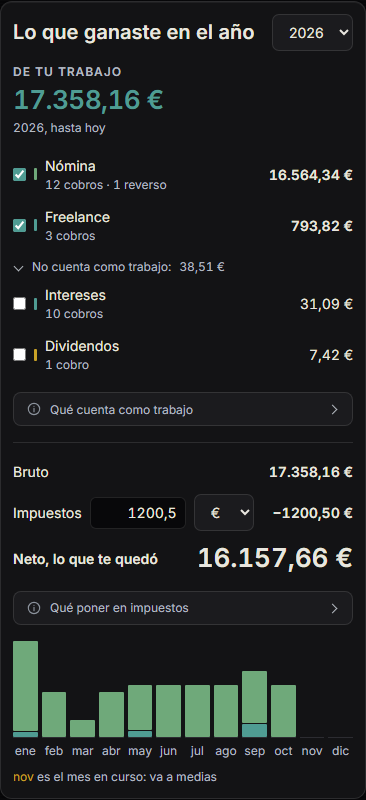 Lo que ganaste en el año
2026
DE TU TRABAJO
17.358,16 €
2026, hasta hoy
Nómina
12 cobros · 1 reverso
16.564,34 €
Freelance
3 cobros
793,82 €
No cuenta como trabajo: 38,51 €
Intereses
10 cobros
31,09 €
Dividendos
1 cobro
7,42 €
Qué cuenta como trabajo
Bruto 17.358,16 €
Impuestos 1200,5 € −1200,50 €
Neto, lo que te quedó 16.157,66 €
Qué poner en impuestos
ene feb mar abr may jun jul ago sep oct nov dic
nov es el mes en curso: va a medias